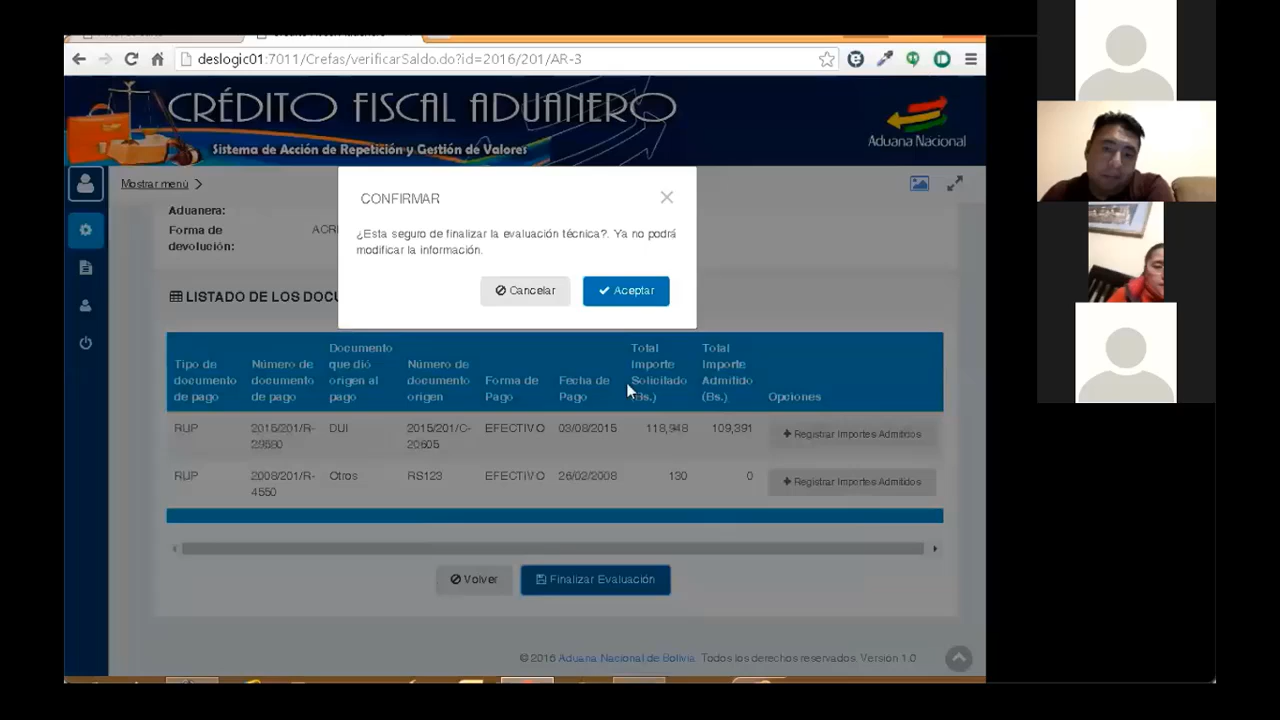 deslogic01:7011/Crefas/verificarSaldo.do?id=2016/201/AR-3
CRÉDITO FISCAL ADUANERO
Sistema de Acción de Repetición y Gestión de Valores
Aduana Nacional
Mostrar menú
Aduanera:
Forma de
devolución:
ACRE
CONFIRMAR
¿Esta seguro de finalizar la evaluación técnica?. Ya no podrá
modificar la información.
Cancelar
Aceptar
LISTADO DE LOS DOCU
Tipo de documento de pago
Número de documento de pago
Documento que dió origen al pago
Número de documento origen
Forma de Pago
Fecha de Pago
Total Importe Solicitado (Bs.)
Total Importe Admitido (Bs.)
Opciones
RUP 2015/201/R-29580 DUI 2015/201/C-20605 EFECTIVO 03/08/2015 118,948 109,391 Registrar Importes Admitidos
RUP 2008/201/R-4550 Otros RS123 EFECTIVO 26/02/2008 130 0 Registrar Importes Admitidos
Volver
Finalizar Evaluación
© 2016 Aduana Nacional de Bolivia. Todos los derechos reservados. Versión 1.0